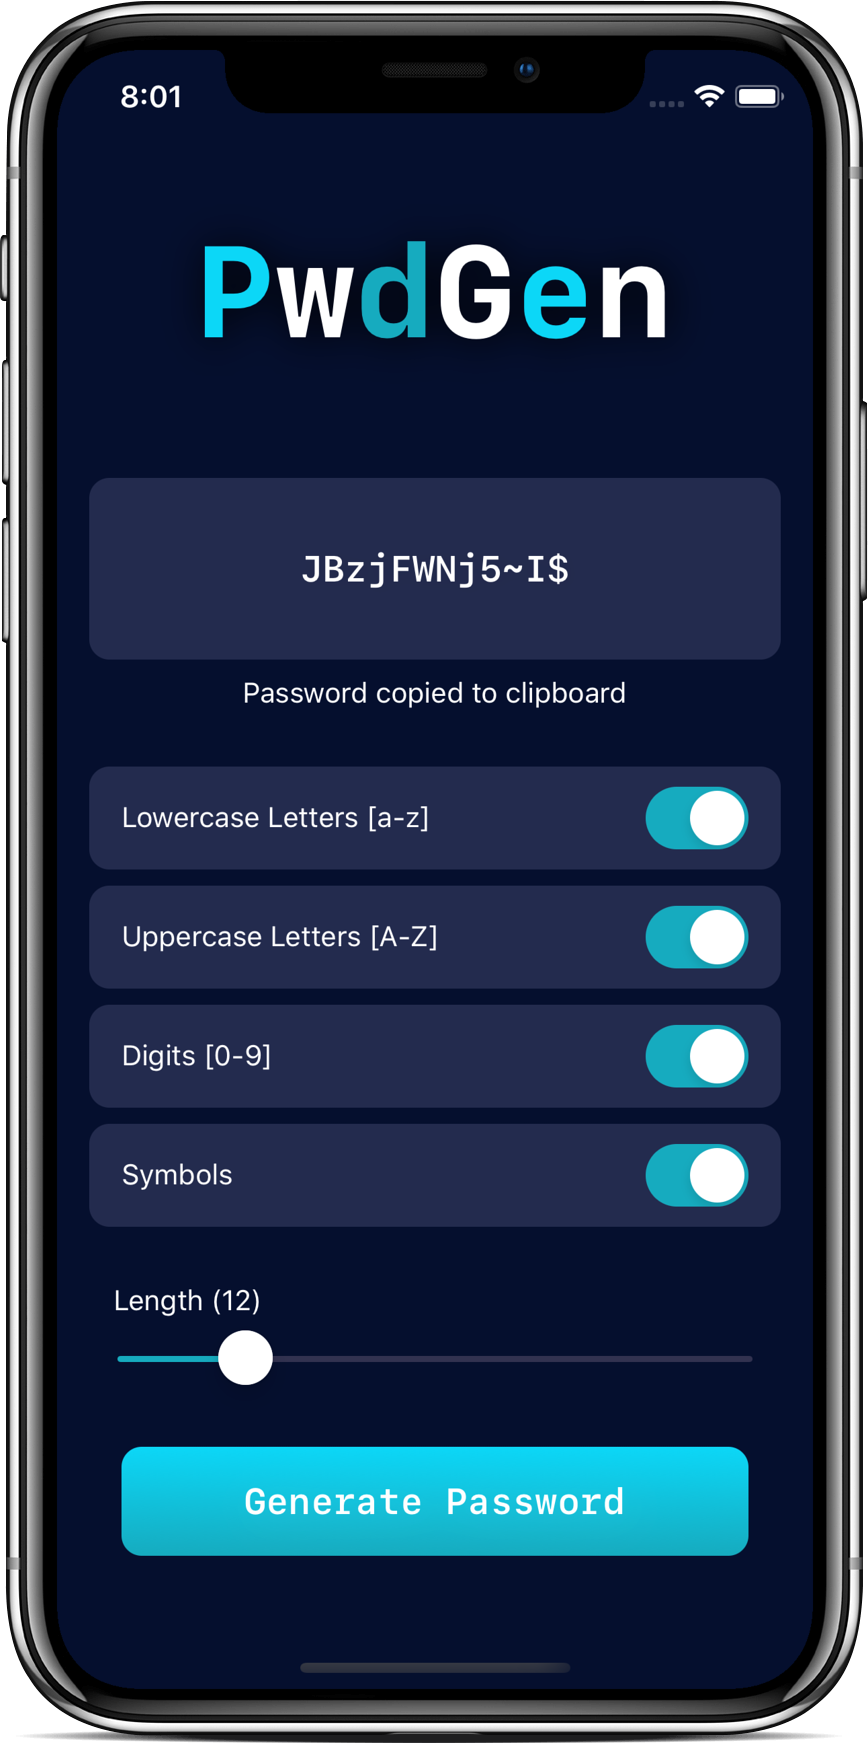 8:01
PwdGen
JBzjFWNj5~I$
Password copied to clipboard
Lowercase Letters [a-z]
Uppercase Letters [A-Z]
Digits [0-9]
Symbols
Length (12)
Generate Password